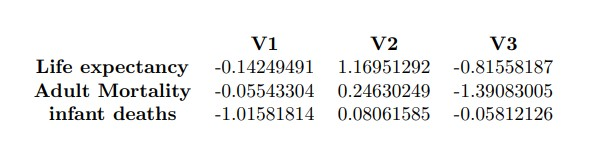 V1 V2 V3
Life expectancy -0.14249491 1.16951292 -0.81558187
Adult Mortality -0.05543304 0.24630249 -1.39083005
infant deaths -1.01581814 0.08061585 -0.05812126